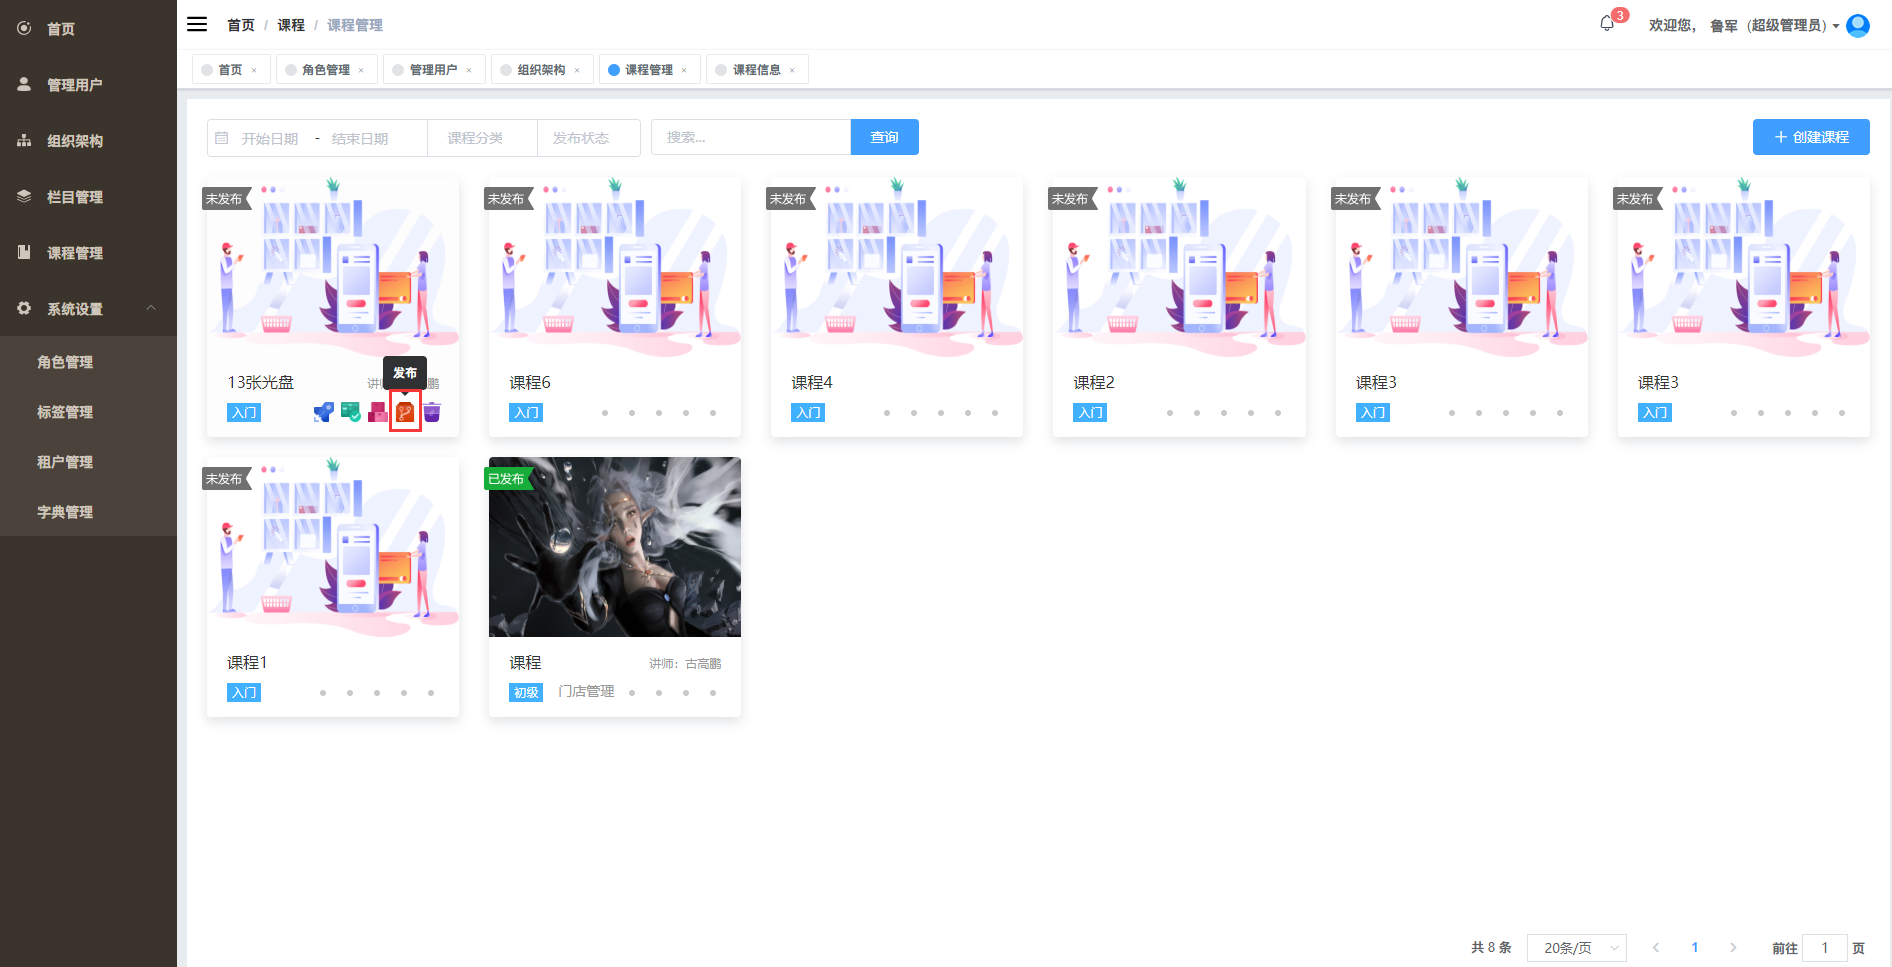 首页
管理用户
组织架构
栏目管理
课程管理
系统设置
角色管理
标签管理
租户管理
字典管理
首页 / 课程 / 课程管理
3
欢迎您， 鲁军（超级管理员）
首页 ×
角色管理 ×
管理用户 ×
组织架构 ×
课程管理 ×
课程信息 ×
开始日期 - 结束日期
课程分类
发布状态
搜索...
查询
+ 创建课程
未发布
13张光盘
讲
鹏
发布
入门
未发布
课程6
入门
未发布
课程4
入门
未发布
课程2
入门
未发布
课程3
入门
未发布
课程3
入门
未发布
课程1
入门
已发布
课程
讲师：古高鹏
初级 门店管理
共 8 条
20条/页
< 1 >
前往 1 页